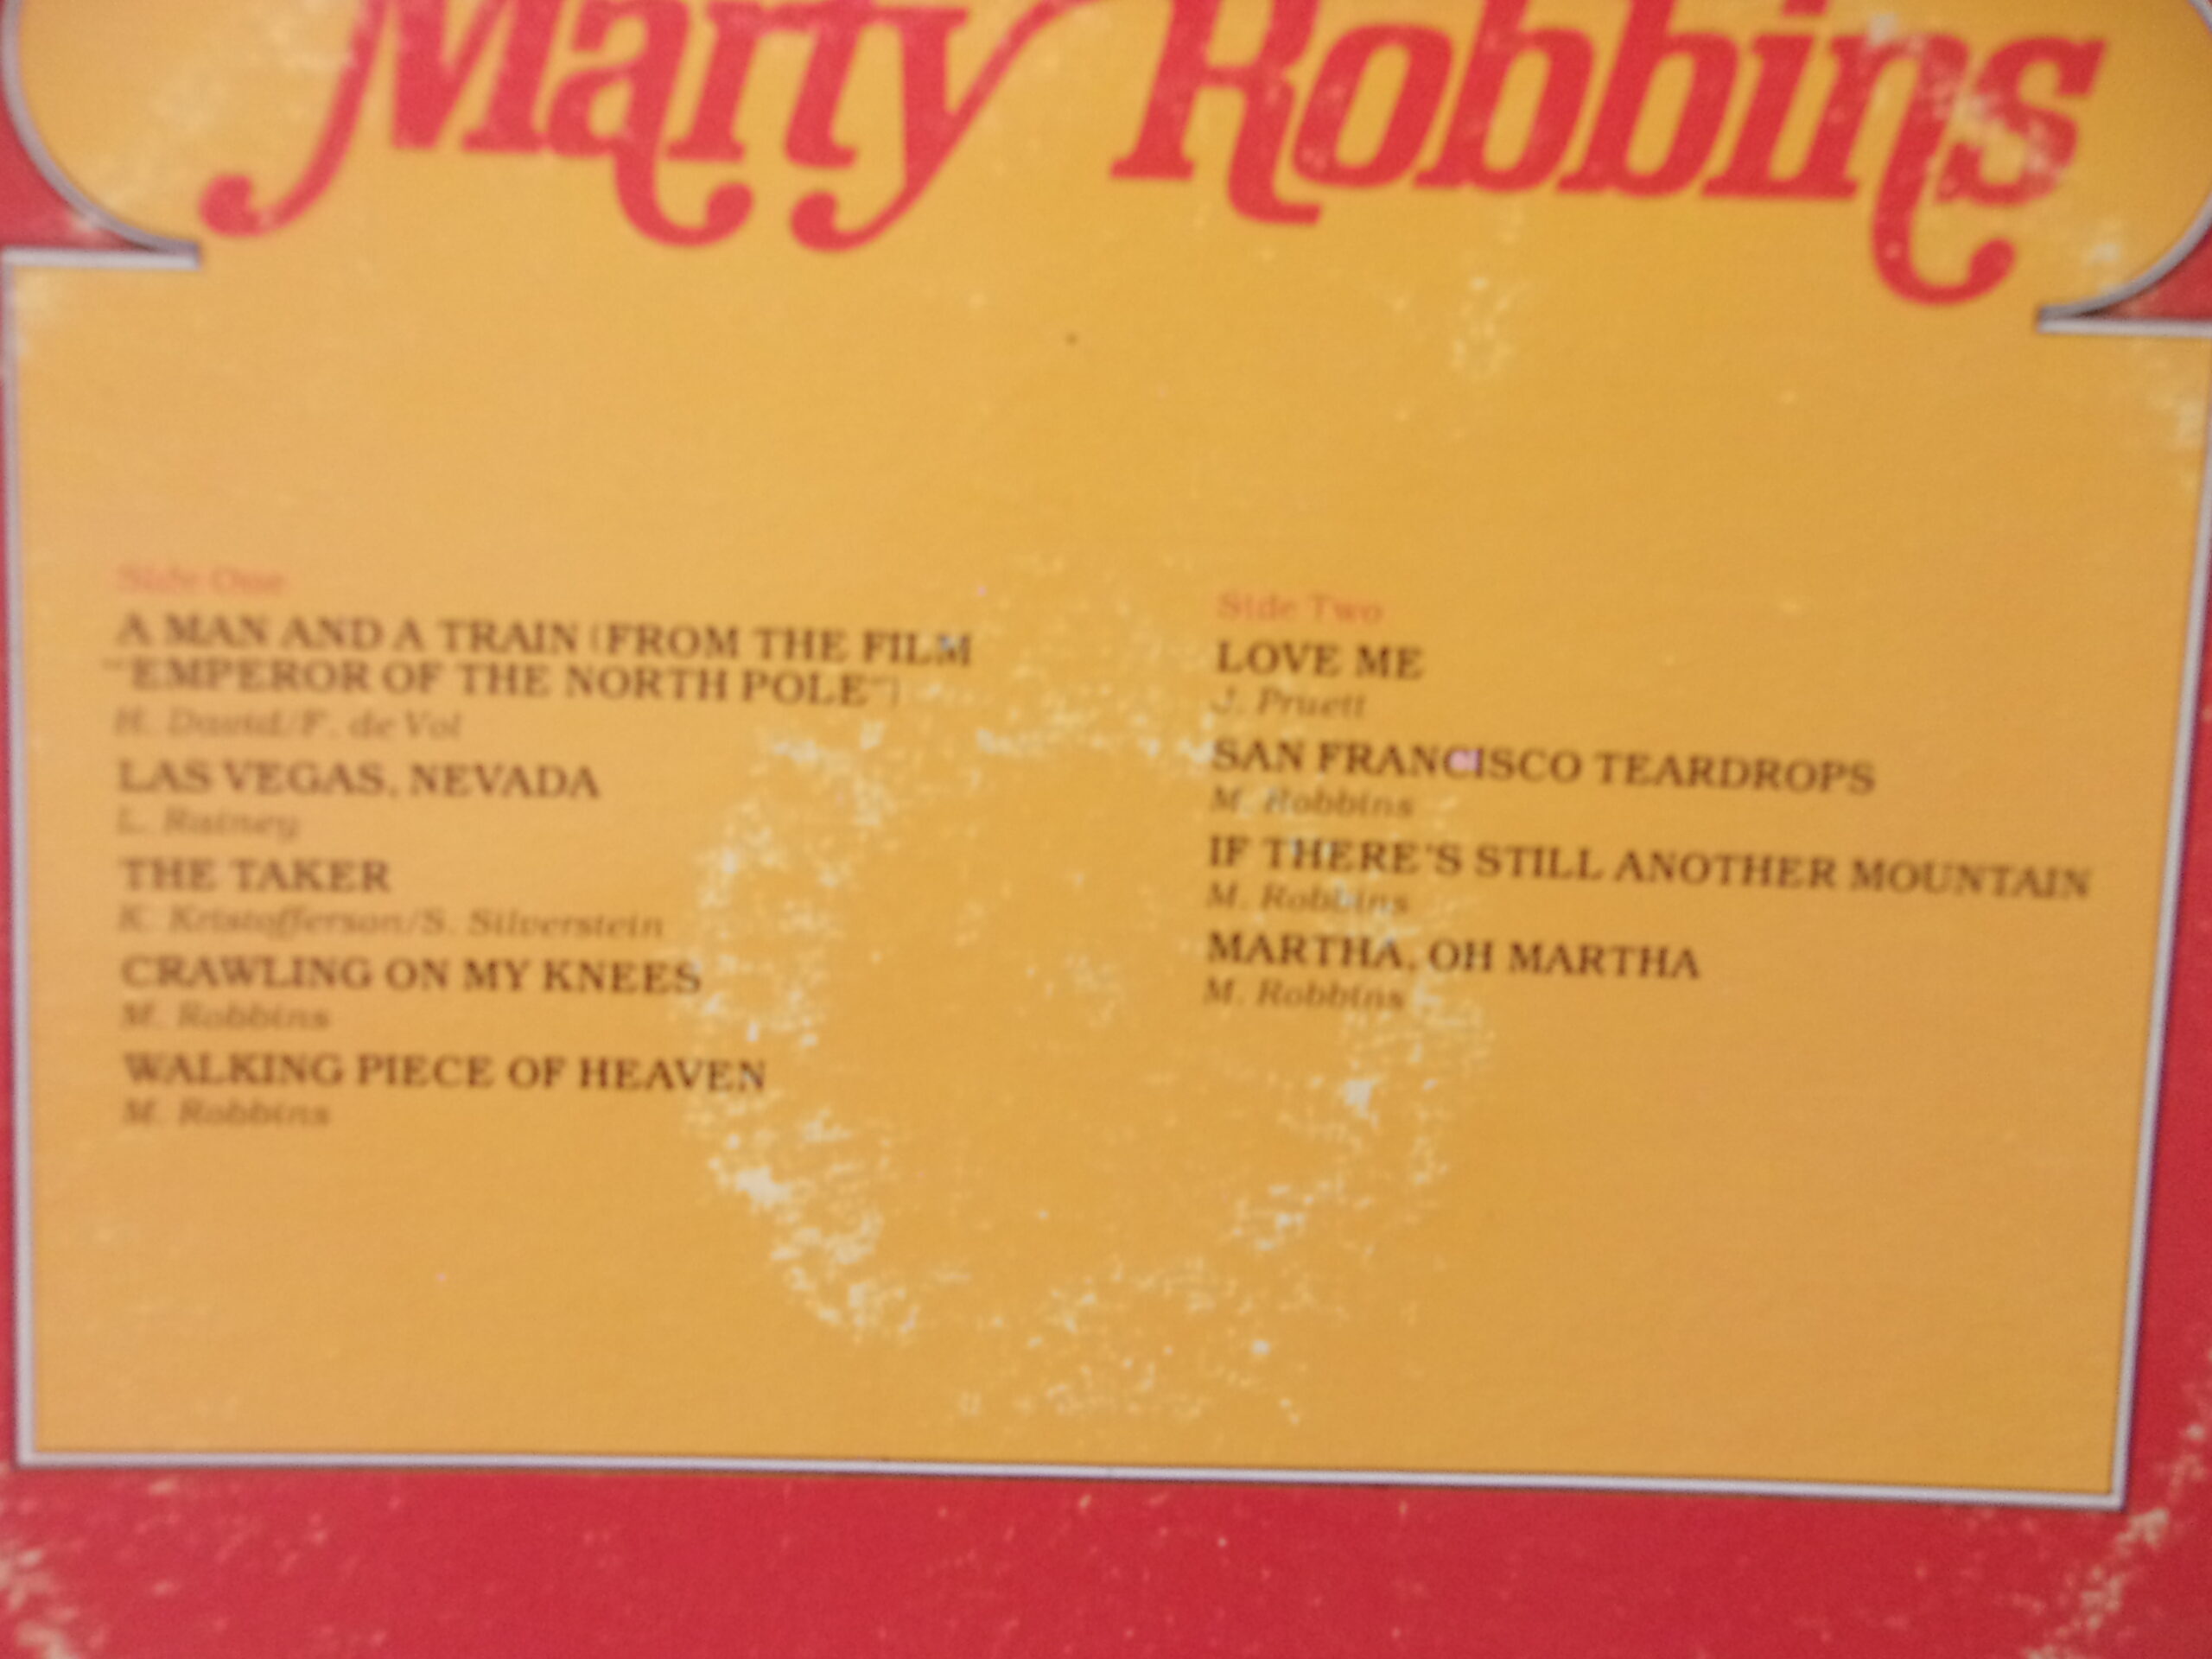 Marty Robbins
Side One
A MAN AND A TRAIN (FROM THE FILM
"EMPEROR OF THE NORTH POLE")
H. David/F. de Vol
LAS VEGAS, NEVADA
L. Rainey
THE TAKER
K. Kristofferson/S. Silverstein
CRAWLING ON MY KNEES
M. Robbins
WALKING PIECE OF HEAVEN
M. Robbins
Side Two
LOVE ME
J. Pruett
SAN FRANCISCO TEARDROPS
M. Robbins
IF THERE'S STILL ANOTHER MOUNTAIN
M. Robbins
MARTHA, OH MARTHA
M. Robbins